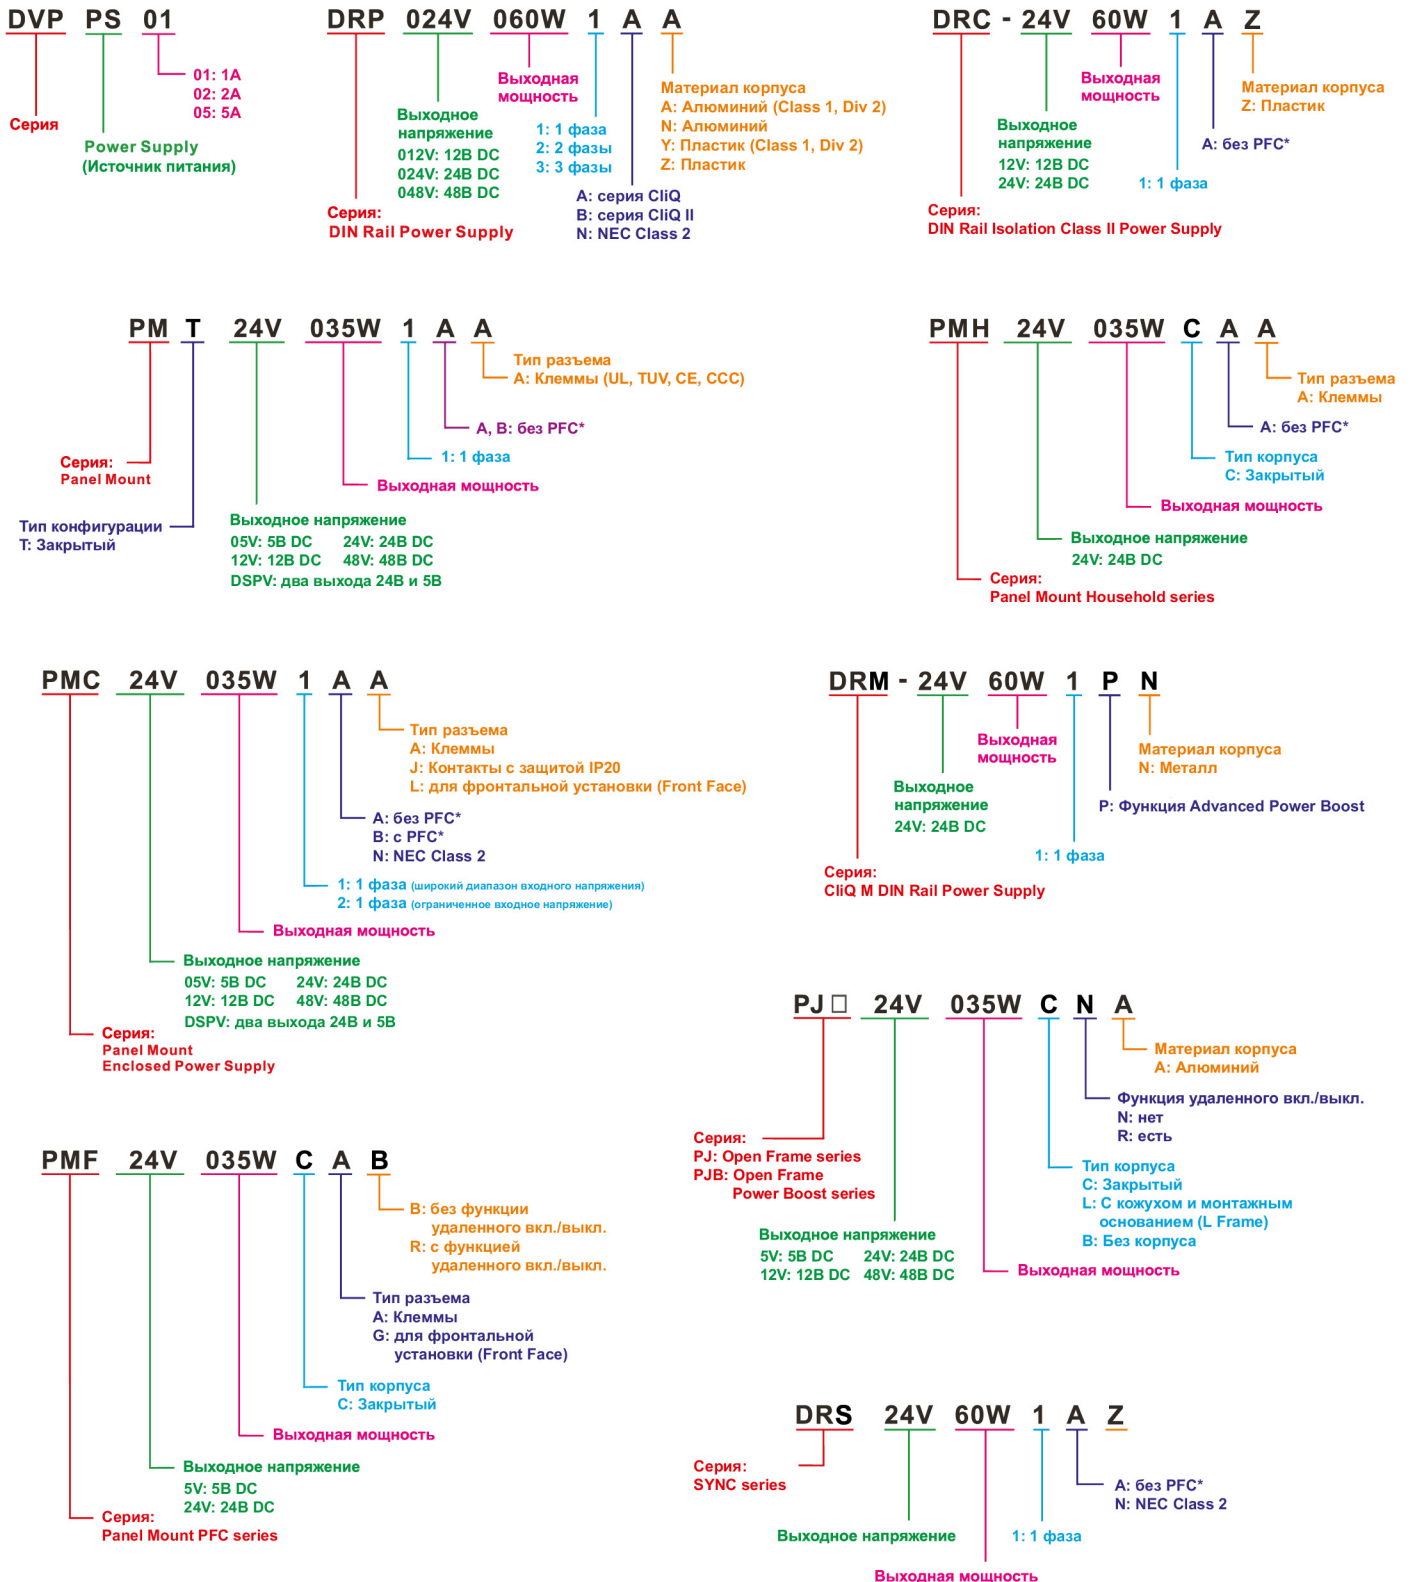 DVP PS 01
01: 1A
02: 2A
05: 5A
Серия
Power Supply
(Источник питания)
DRP 024V 060W 1 A A
Выходная
мощность
Материал корпуса
A: Алюминий (Class 1, Div 2)
N: Алюминий
Y: Пластик (Class 1, Div 2)
Z: Пластик
Выходное
напряжение
012V: 12В DC
024V: 24В DC
048V: 48В DC
1: 1 фаза
2: 2 фазы
3: 3 фазы
A: серия CliQ
B: серия CliQ II
N: NEC Class 2
Серия:
DIN Rail Power Supply
DRC - 24V 60W 1 A Z
Выходная
мощность
Материал корпуса
Z: Пластик
Выходное
напряжение
12V: 12В DC
24V: 24В DC
A: без PFC*
1: 1 фаза
Серия:
DIN Rail Isolation Class II Power Supply
PM T 24V 035W 1 A A
Тип разъема
A: Клеммы (UL, TUV, CE, CCC)
A, B: без PFC*
1: 1 фаза
Серия:
Panel Mount
Выходная мощность
Тип конфигурации
T: Закрытый
Выходное напряжение
05V: 5В DC 24V: 24В DC
12V: 12В DC 48V: 48В DC
DSPV: два выхода 24В и 5В
PMH 24V 035W C A A
Тип разъема
A: Клеммы
A: без PFC*
Тип корпуса
C: Закрытый
Выходная мощность
Выходное напряжение
24V: 24В DC
Серия:
Panel Mount Household series
PMC 24V 035W 1 A A
Тип разъема
A: Клеммы
J: Контакты с защитой IP20
L: для фронтальной установки (Front Face)
A: без PFC*
B: с PFC*
N: NEC Class 2
1: 1 фаза (широкий диапазон входного напряжения)
2: 1 фаза (ограниченное входное напряжение)
Выходная мощность
Выходное напряжение
05V: 5В DC 24V: 24В DC
12V: 12В DC 48V: 48В DC
DSPV: два выхода 24В и 5В
Серия:
Panel Mount
Enclosed Power Supply
DRM - 24V 60W 1 P N
Выходная
мощность
Материал корпуса
N: Металл
Выходное
напряжение
24V: 24В DC
P: Функция Advanced Power Boost
1: 1 фаза
Серия:
CliQ M DIN Rail Power Supply
PJ □ 24V 035W C N A
Материал корпуса
A: Алюминий
Функция удаленного вкл./выкл.
N: нет
R: есть
Серия:
PJ: Open Frame series
PJB: Open Frame
Power Boost series
Тип корпуса
C: Закрытый
L: С кожухом и монтажным
основанием (L Frame)
B: Без корпуса
Выходное напряжение
5V: 5В DC 24V: 24В DC
12V: 12В DC 48V: 48В DC
Выходная мощность
PMF 24V 035W C A B
B: без функции
удаленного вкл./выкл.
R: с функцией
удаленного вкл./выкл.
Тип разъема
A: Клеммы
G: для фронтальной
установки (Front Face)
Тип корпуса
C: Закрытый
Выходная мощность
Выходное напряжение
5V: 5В DC
24V: 24В DC
Серия:
Panel Mount PFC series
DRS 24V 60W 1 A Z
Серия:
SYNC series
A: без PFC*
N: NEC Class 2
Выходное напряжение
1: 1 фаза
Выходная мощность